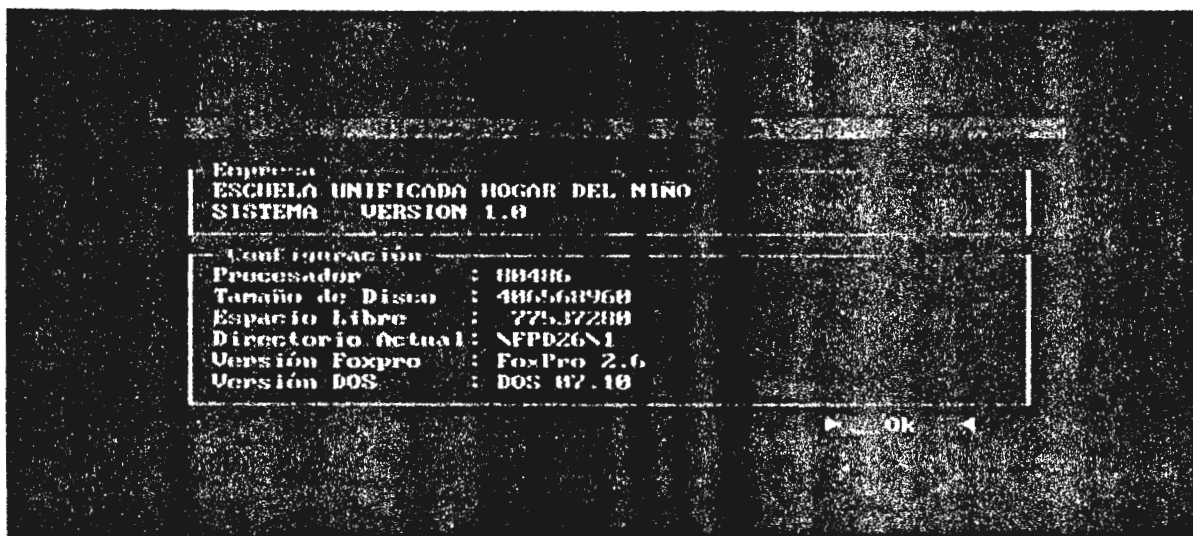 Empresa
ESCUELA UNIFICADA HOGAR DEL NIÑO
SISTEMA VERSION 1.0
Configuración
Procesador : 80486
Tamaño de Disco : 406568960
Espacio Libre : 77537280
Directorio Actual: \FPD26\1
Versión Foxpro : FoxPro 2.6
Versión DOS : DOS 07.10
Ok